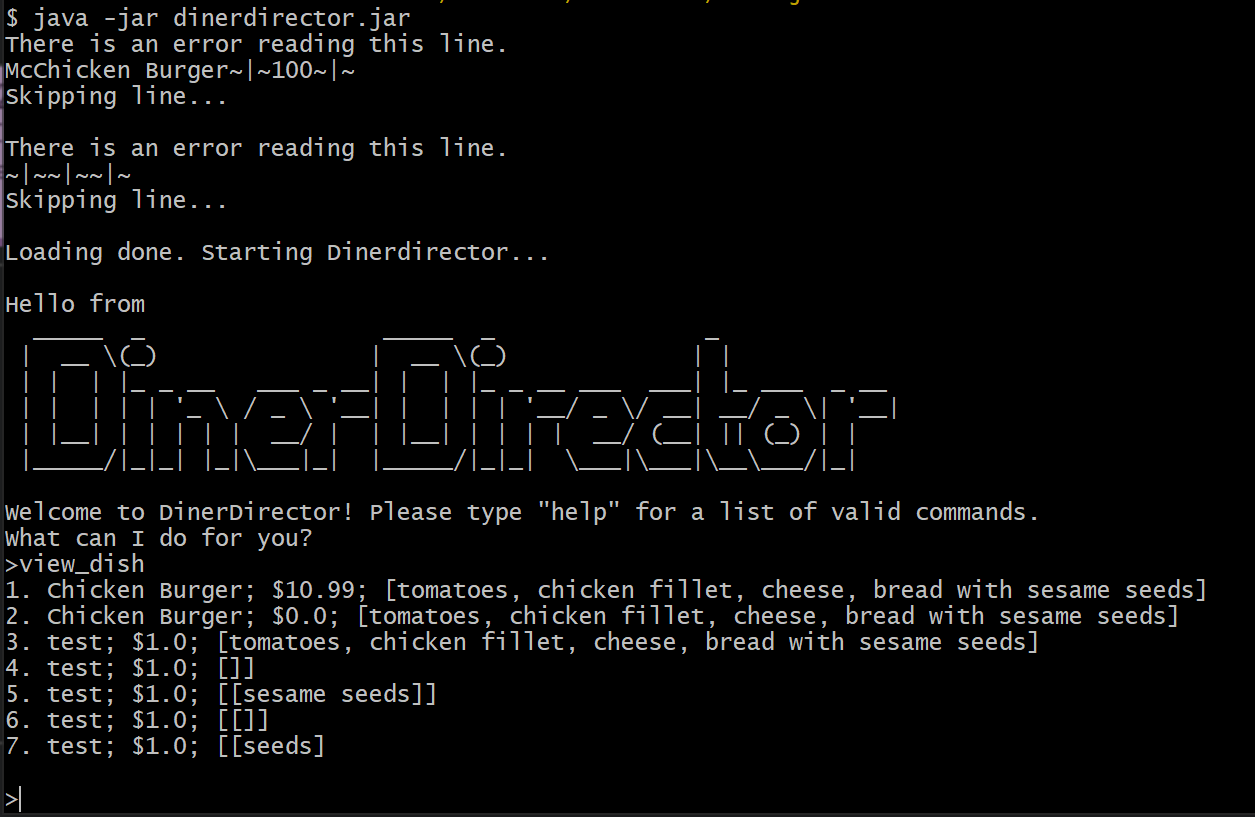 $ java -jar dinerdirector.jar
There is an error reading this line.
McChicken Burger~|~100~|~
Skipping line...
There is an error reading this line.
~|~~|~~|~
Skipping line...
Loading done. Starting Dinerdirector...
Hello from
DinerDirector
Welcome to DinerDirector! Please type "help" for a list of valid commands.
What can I do for you?
>view_dish
1. Chicken Burger; $10.99; [tomatoes, chicken fillet, cheese, bread with sesame seeds]
2. Chicken Burger; $0.0; [tomatoes, chicken fillet, cheese, bread with sesame seeds]
3. test; $1.0; [tomatoes, chicken fillet, cheese, bread with sesame seeds]
4. test; $1.0; []]
5. test; $1.0; [[sesame seeds]]
6. test; $1.0; [[]]
7. test; $1.0; [[seeds]
>